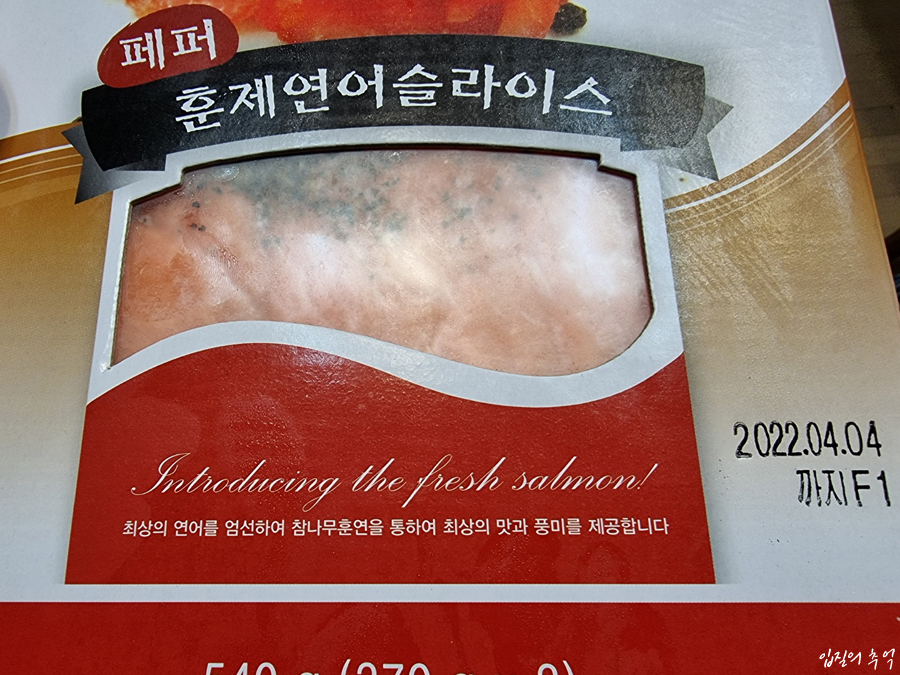 페퍼
훈제연어슬라이스
2022.04.04
까지 F1
Introducing the fresh salmon!
최상의 연어를 엄선하여 참나무훈연을 통하여 최상의 맛과 풍미를 제공합니다
540 g (270 g
입질의 추억